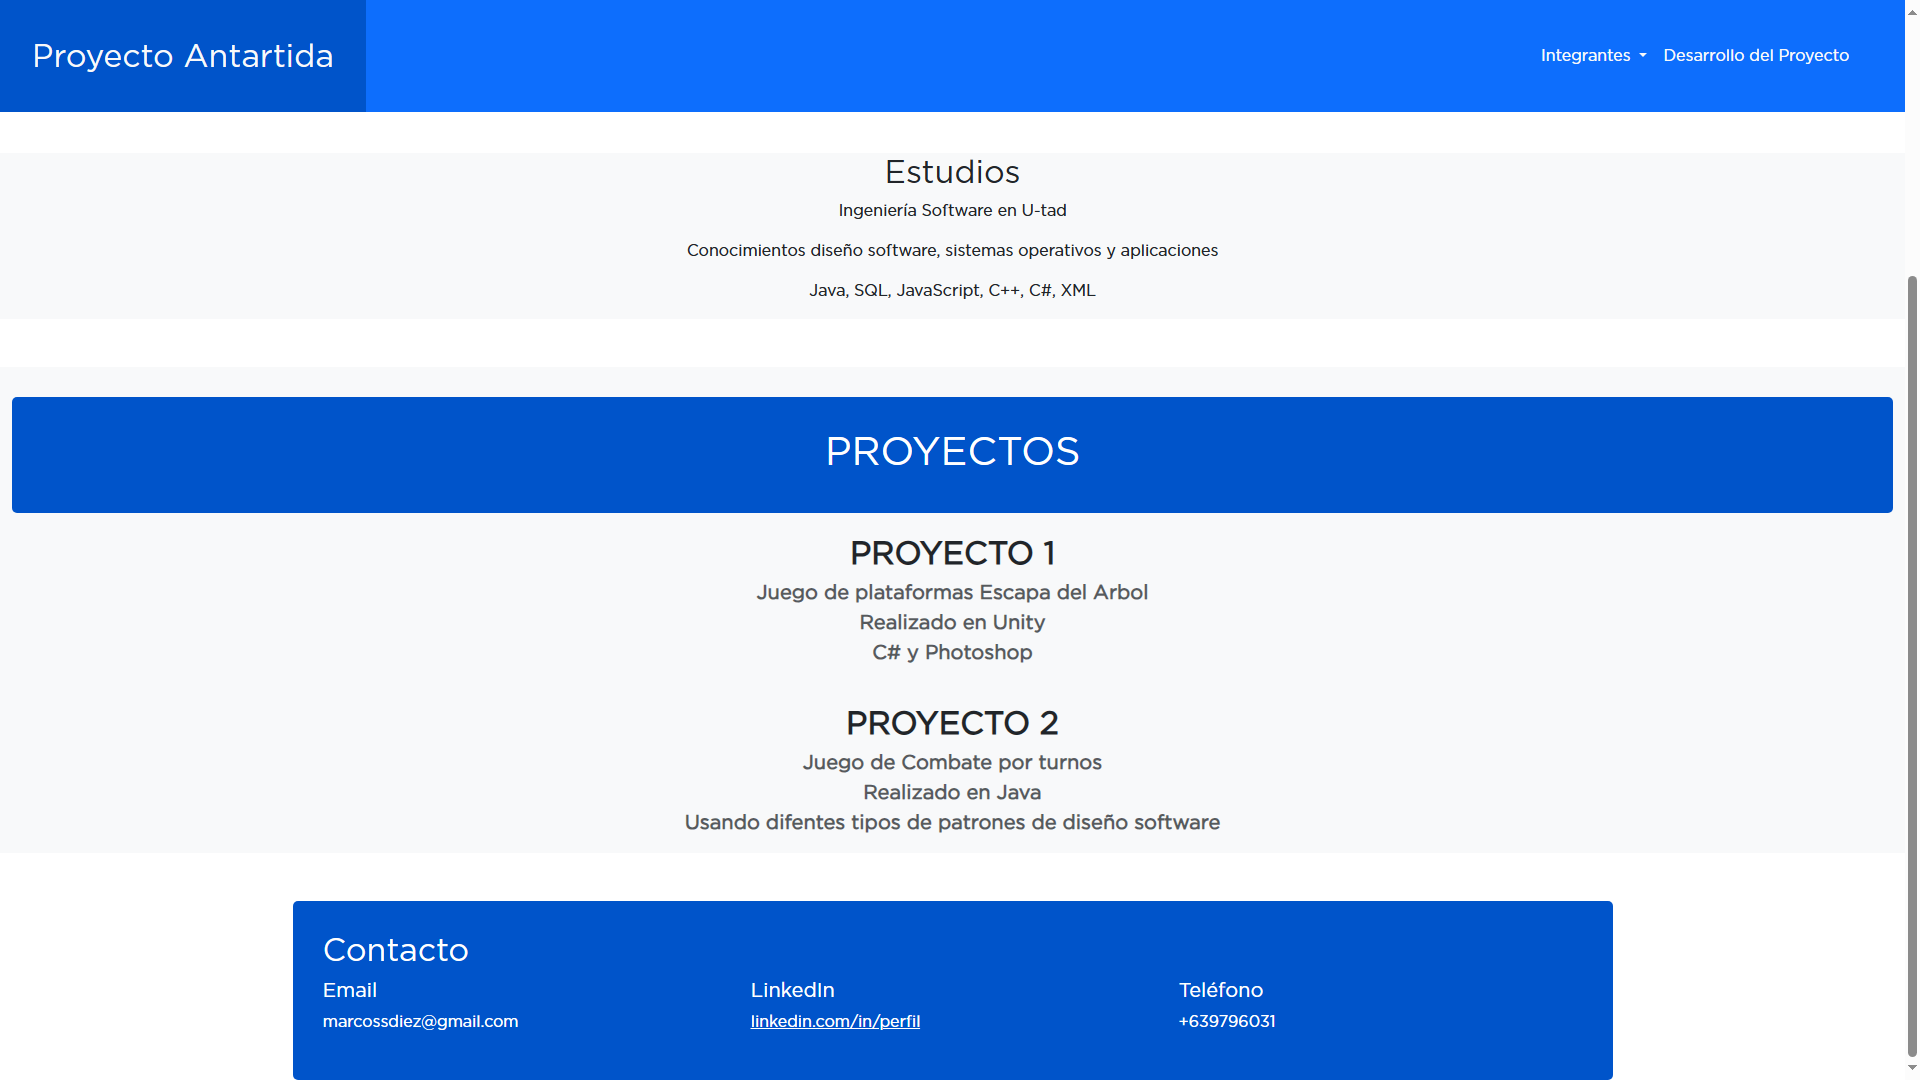 Proyecto Antartida
Integrantes
Desarrollo del Proyecto
Estudios
Ingeniería Software en U-tad
Conocimientos diseño software, sistemas operativos y aplicaciones
Java, SQL, JavaScript, C++, C#, XML
PROYECTOS
PROYECTO 1
Juego de plataformas Escapa del Arbol
Realizado en Unity
C# y Photoshop
PROYECTO 2
Juego de Combate por turnos
Realizado en Java
Usando difentes tipos de patrones de diseño software
Contacto
Email
marcossdiez@gmail.com
LinkedIn
linkedin.com/in/perfil
Teléfono
+639796031